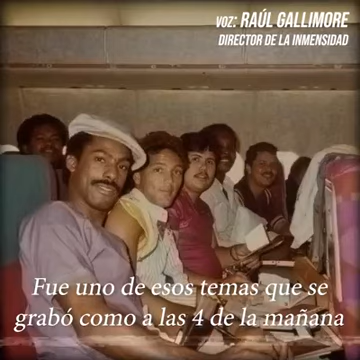 VOZ: RAÚL GALLIMORE
DIRECTOR DE LA INMENSIDAD
Fue uno de esos temas que se
grabó como a las 4 de la mañana